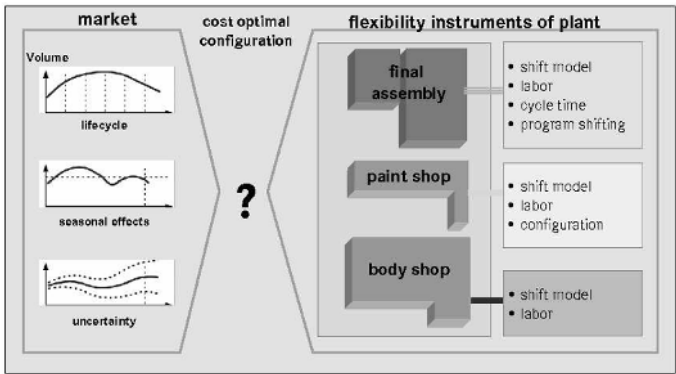 market
cost optimal
configuration
flexibility instruments of plant
Volume
lifecycle
seasonal effects
uncertainty
?
final
assembly
• shift model
• labor
• cycle time
• program shifting
paint shop
• shift model
• labor
• configuration
body shop
• shift model
• labor